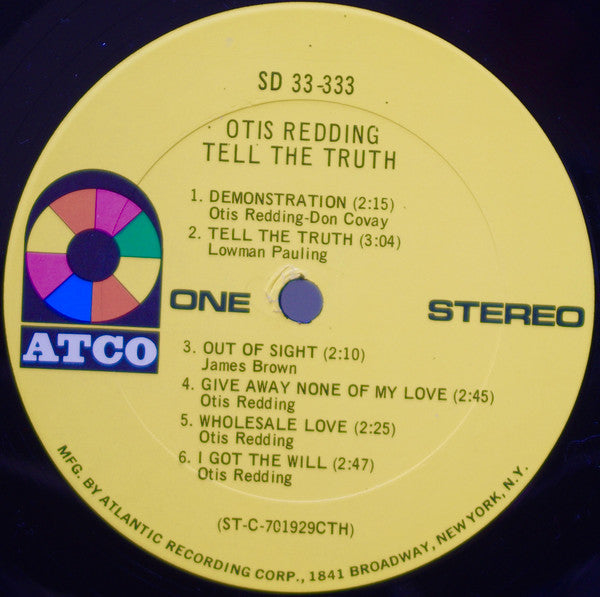 SD 33-333
OTIS REDDING
TELL THE TRUTH
1. DEMONSTRATION (2:15)
Otis Redding-Don Covay
2. TELL THE TRUTH (3:04)
Lowman Pauling
ATCO
ONE
STEREO
3. OUT OF SIGHT (2:10)
James Brown
4. GIVE AWAY NONE OF MY LOVE (2:45)
Otis Redding
5. WHOLESALE LOVE (2:25)
Otis Redding
6. I GOT THE WILL (2:47)
Otis Redding
(ST-C-701929CTH)
MFG. BY ATLANTIC RECORDING CORP., 1841 BROADWAY, NEW YORK, N.Y.